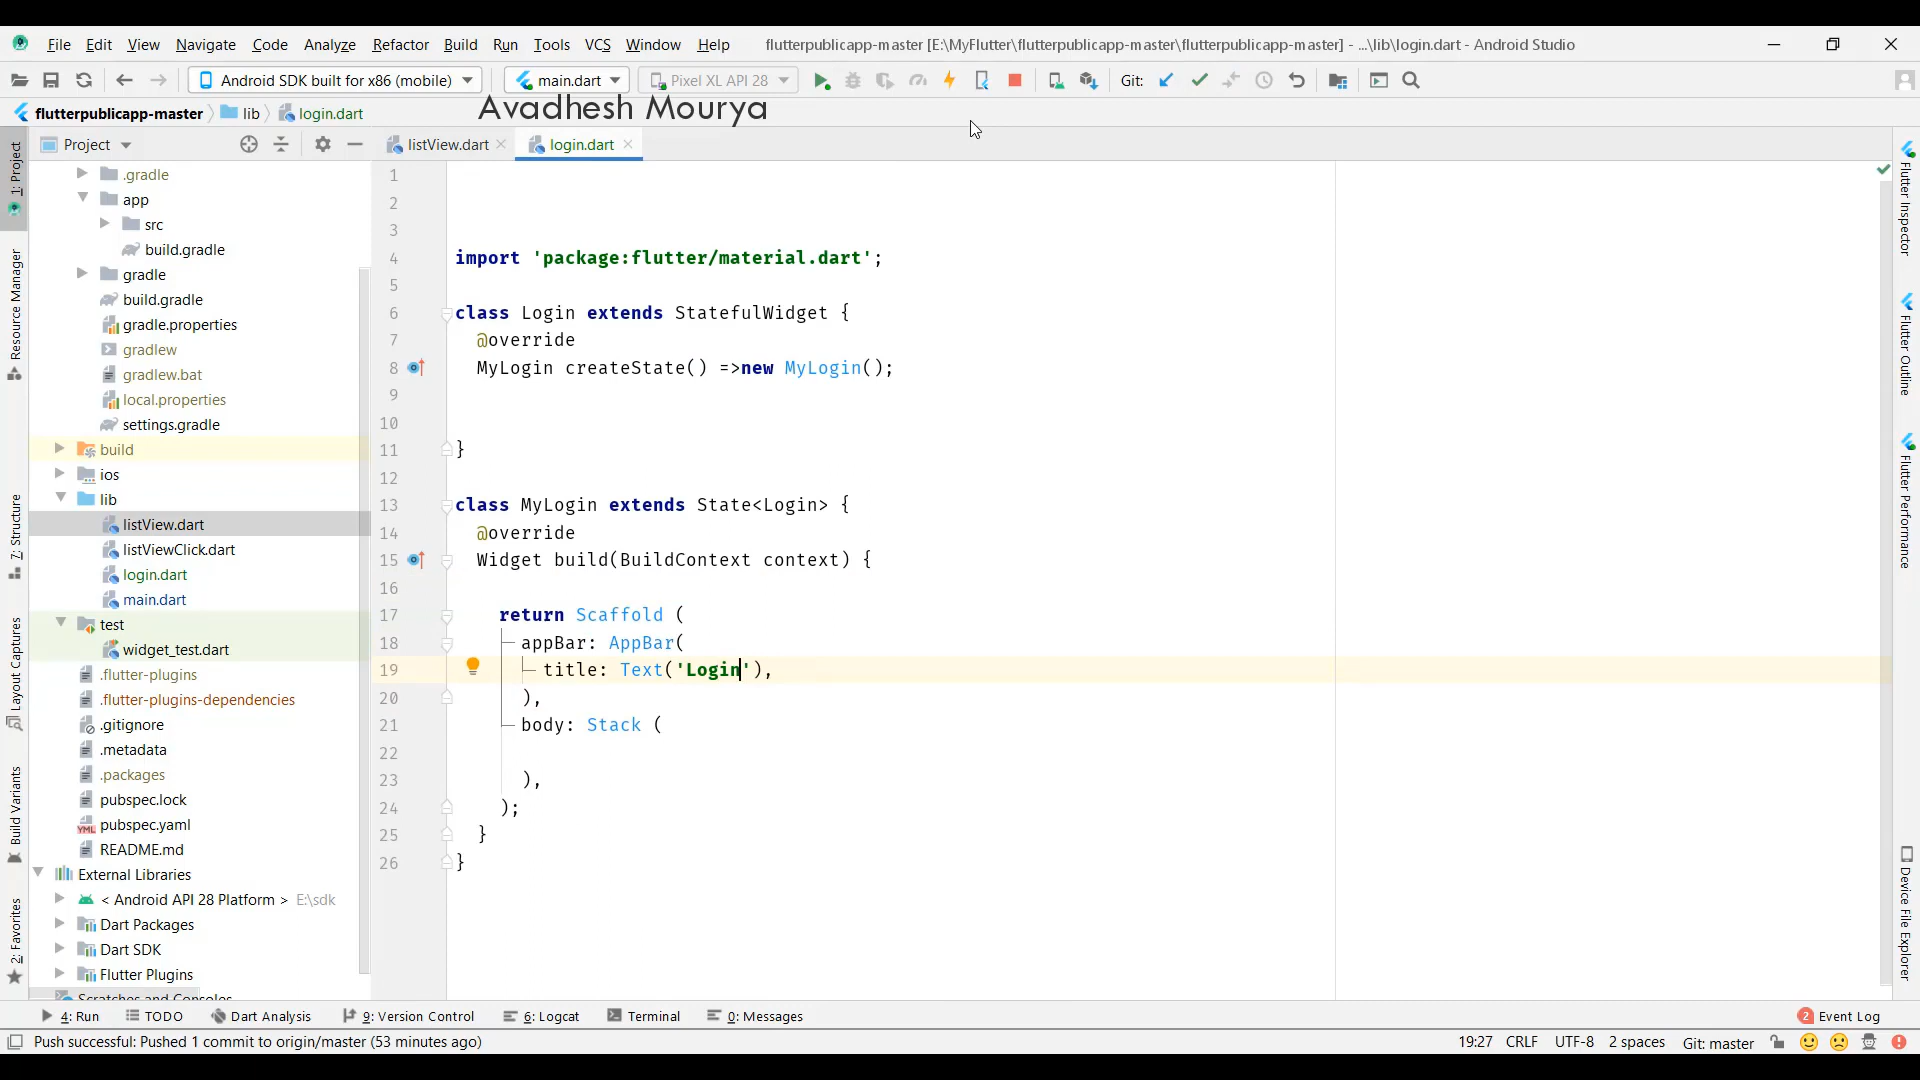 File Edit View Navigate Code Analyze Refactor Build Run Tools VCS Window Help flutterpublicapp-master [E:\MyFlutter\flutterpublicapp-master\flutterpublicapp-master] - ...\lib\login.dart - Android Studio
Android SDK built for x86 (mobile) main.dart Pixel XL API 28 Git:
flutterpublicapp-master lib login.dart
Avadhesh Mourya
Project
listView.dart
login.dart
.gradle
app
src
build.gradle
gradle
build.gradle
gradle.properties
gradlew
gradlew.bat
local.properties
settings.gradle
build
ios
lib
listView.dart
listViewClick.dart
login.dart
main.dart
test
widget_test.dart
.flutter-plugins
.flutter-plugins-dependencies
.gitignore
.metadata
.packages
pubspec.lock
pubspec.yaml
README.md
External Libraries
< Android API 28 Platform > E:\sdk
Dart Packages
Dart SDK
Flutter Plugins
Scratches and Consoles
1: Project
Resource Manager
7: Structure
Layout Captures
Build Variants
2: Favorites
1
2
3
4 import 'package:flutter/material.dart';
5
6 class Login extends StatefulWidget {
7 @override
8 MyLogin createState() =>new MyLogin();
9
10
11 }
12
13 class MyLogin extends State<Login> {
14 @override
15 Widget build(BuildContext context) {
16
17 return Scaffold (
18 appBar: AppBar(
19 title: Text('Login'),
20 ),
21 body: Stack (
22
23 ),
24 );
25 }
26 }
Flutter Inspector
Flutter Outline
Flutter Performance
Device File Explorer
4: Run TODO Dart Analysis 9: Version Control 6: Logcat Terminal 0: Messages 2 Event Log
Push successful: Pushed 1 commit to origin/master (53 minutes ago) 19:27 CRLF UTF-8 2 spaces Git: master